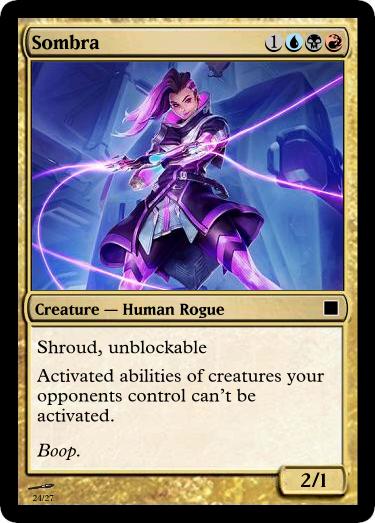 Sombra 1
Creature — Human Rogue
Shroud, unblockable
Activated abilities of creatures your
opponents control can't be
activated.
Boop.
2/1
24/27